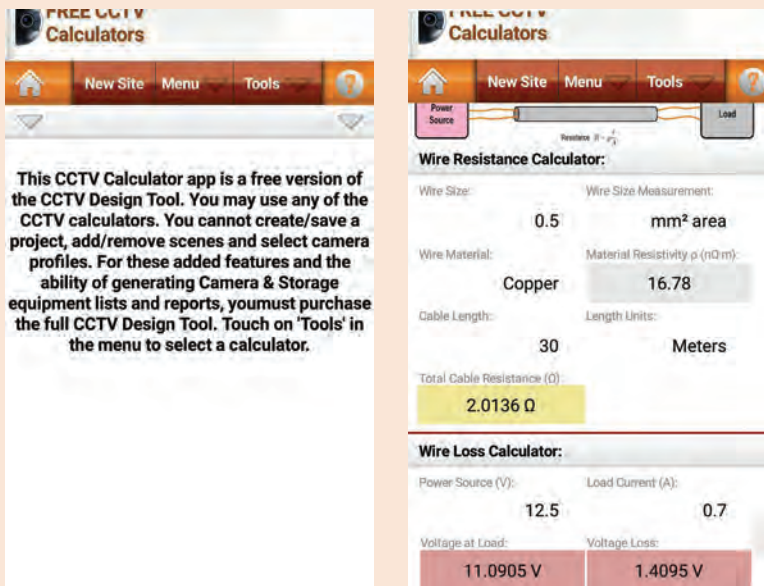 FREE CCTV
Calculators
New Site Menu Tools ?
This CCTV Calculator app is a free version of
the CCTV Design Tool. You may use any of the
CCTV calculators. You cannot create/save a
project, add/remove scenes and select camera
profiles. For these added features and the
ability of generating Camera & Storage
equipment lists and reports, youmust purchase
the full CCTV Design Tool. Touch on 'Tools' in
the menu to select a calculator.
FREE CCTV
Calculators
New Site Menu Tools ?
Power
Source
Load
Wire Resistance Calculator:
Wire Size: Wire Size Measurement:
0.5 mm² area
Wire Material: Material Resistivity ρ (nΩ·m):
Copper 16.78
Cable Length: Length Units:
30 Meters
Total Cable Resistance (Ω)
2.0136 Ω
Wire Loss Calculator:
Power Source (V): Load Current (A):
12.5 0.7
Voltage at Load: Voltage Loss:
11.0905 V 1.4095 V